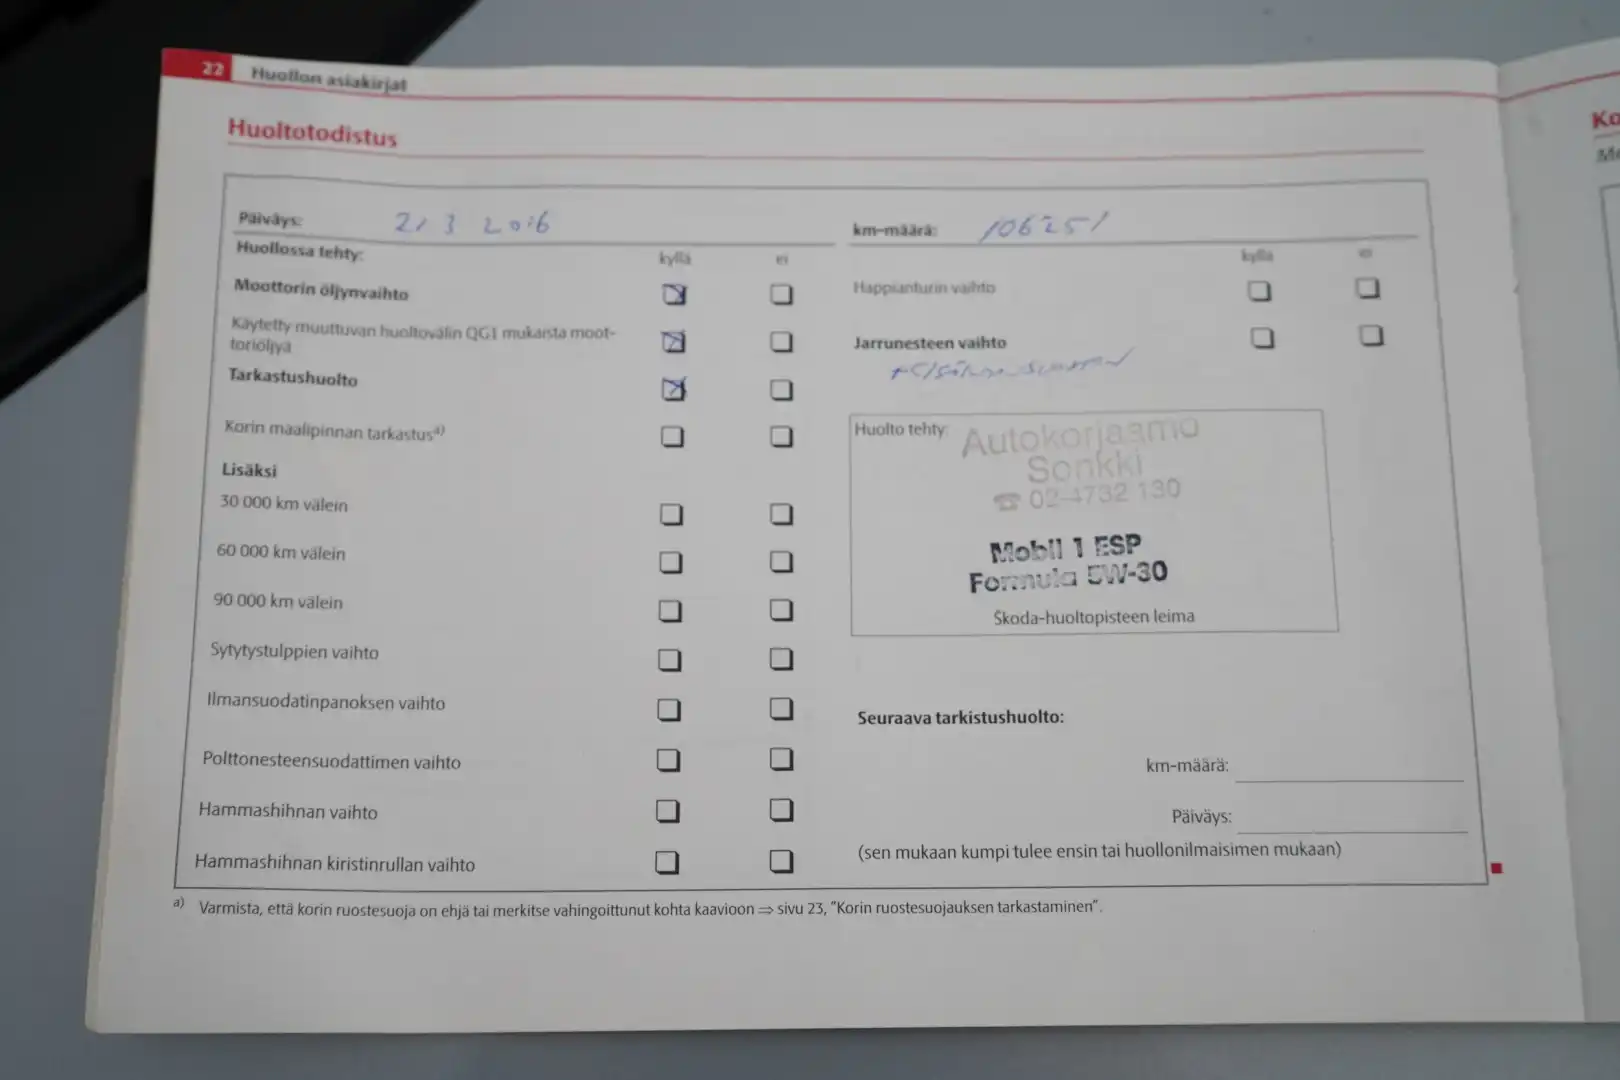 22 Huollon asiakirjat
Huoltotodistus
Päiväys: 21 3 2016
Huollossa tehty: kyllä ei
Moottorin öljynvaihto
Käytetty muuttuvan huoltovälin QG1 mukaista moot-
toriöljyä
Tarkastushuolto
Korin maalipinnan tarkastus a)
Lisäksi
30 000 km välein
60 000 km välein
90 000 km välein
Sytytystulppien vaihto
Ilmansuodatinpanoksen vaihto
Polttonesteensuodattimen vaihto
Hammashihnan vaihto
Hammashihnan kiristinrullan vaihto
km-määrä: 106251
kyllä ei
Happianturin vaihto
Jarrunesteen vaihto
Huolto tehty:
Autokorjaamo
Sonkki
☎ 02-4732 130
Mobil 1 ESP
Formula 5W-30
Škoda-huoltopisteen leima
Seuraava tarkistushuolto:
km-määrä:
Päiväys:
(sen mukaan kumpi tulee ensin tai huollonilmaisimen mukaan)
a) Varmista, että korin ruostesuoja on ehjä tai merkitse vahingoittunut kohta kaavioon ⇒ sivu 23, "Korin ruostesuojauksen tarkastaminen".
Ko